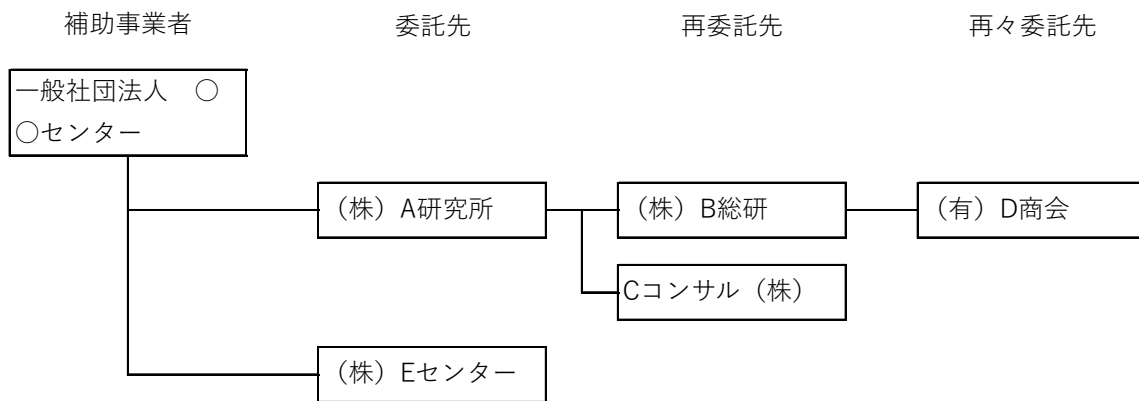 補助事業者 委託先 再委託先 再々委託先
一般社団法人　○
○センター
（株）A研究所 （株）B総研 （有）D商会
Cコンサル（株）
（株）Eセンター